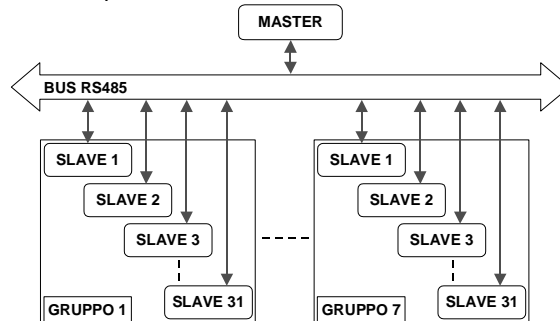 MASTER
BUS RS485
SLAVE 1
SLAVE 2
SLAVE 3
SLAVE 31
GRUPPO 1
SLAVE 1
SLAVE 2
SLAVE 3
SLAVE 31
GRUPPO 7